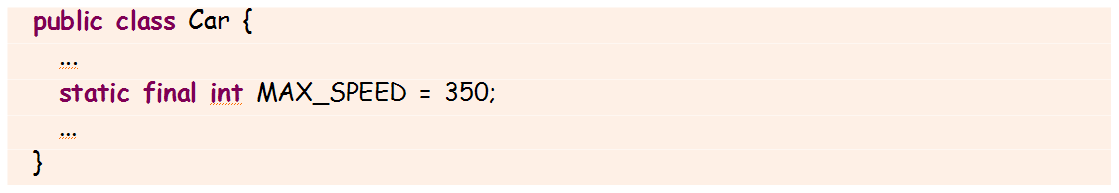 public class Car {
...
static final int MAX_SPEED = 350;
...
}